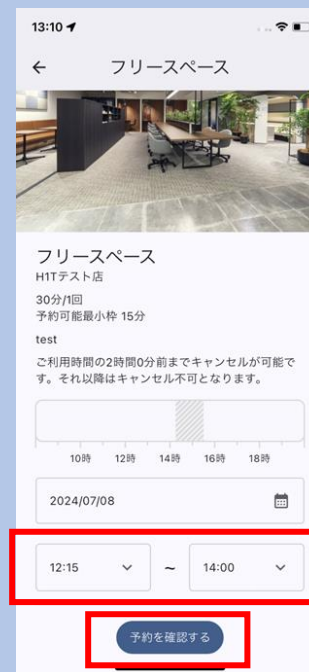 13:10
フリースペース
フリースペース
H1Tテスト店
30分/1回
予約可能最小枠 15分
test
ご利用時間の2時間0分前までキャンセルが可能で
す。それ以降はキャンセル不可となります。
10時 12時 14時 16時 18時
2024/07/08
12:15 ~ 14:00
予約を確認する